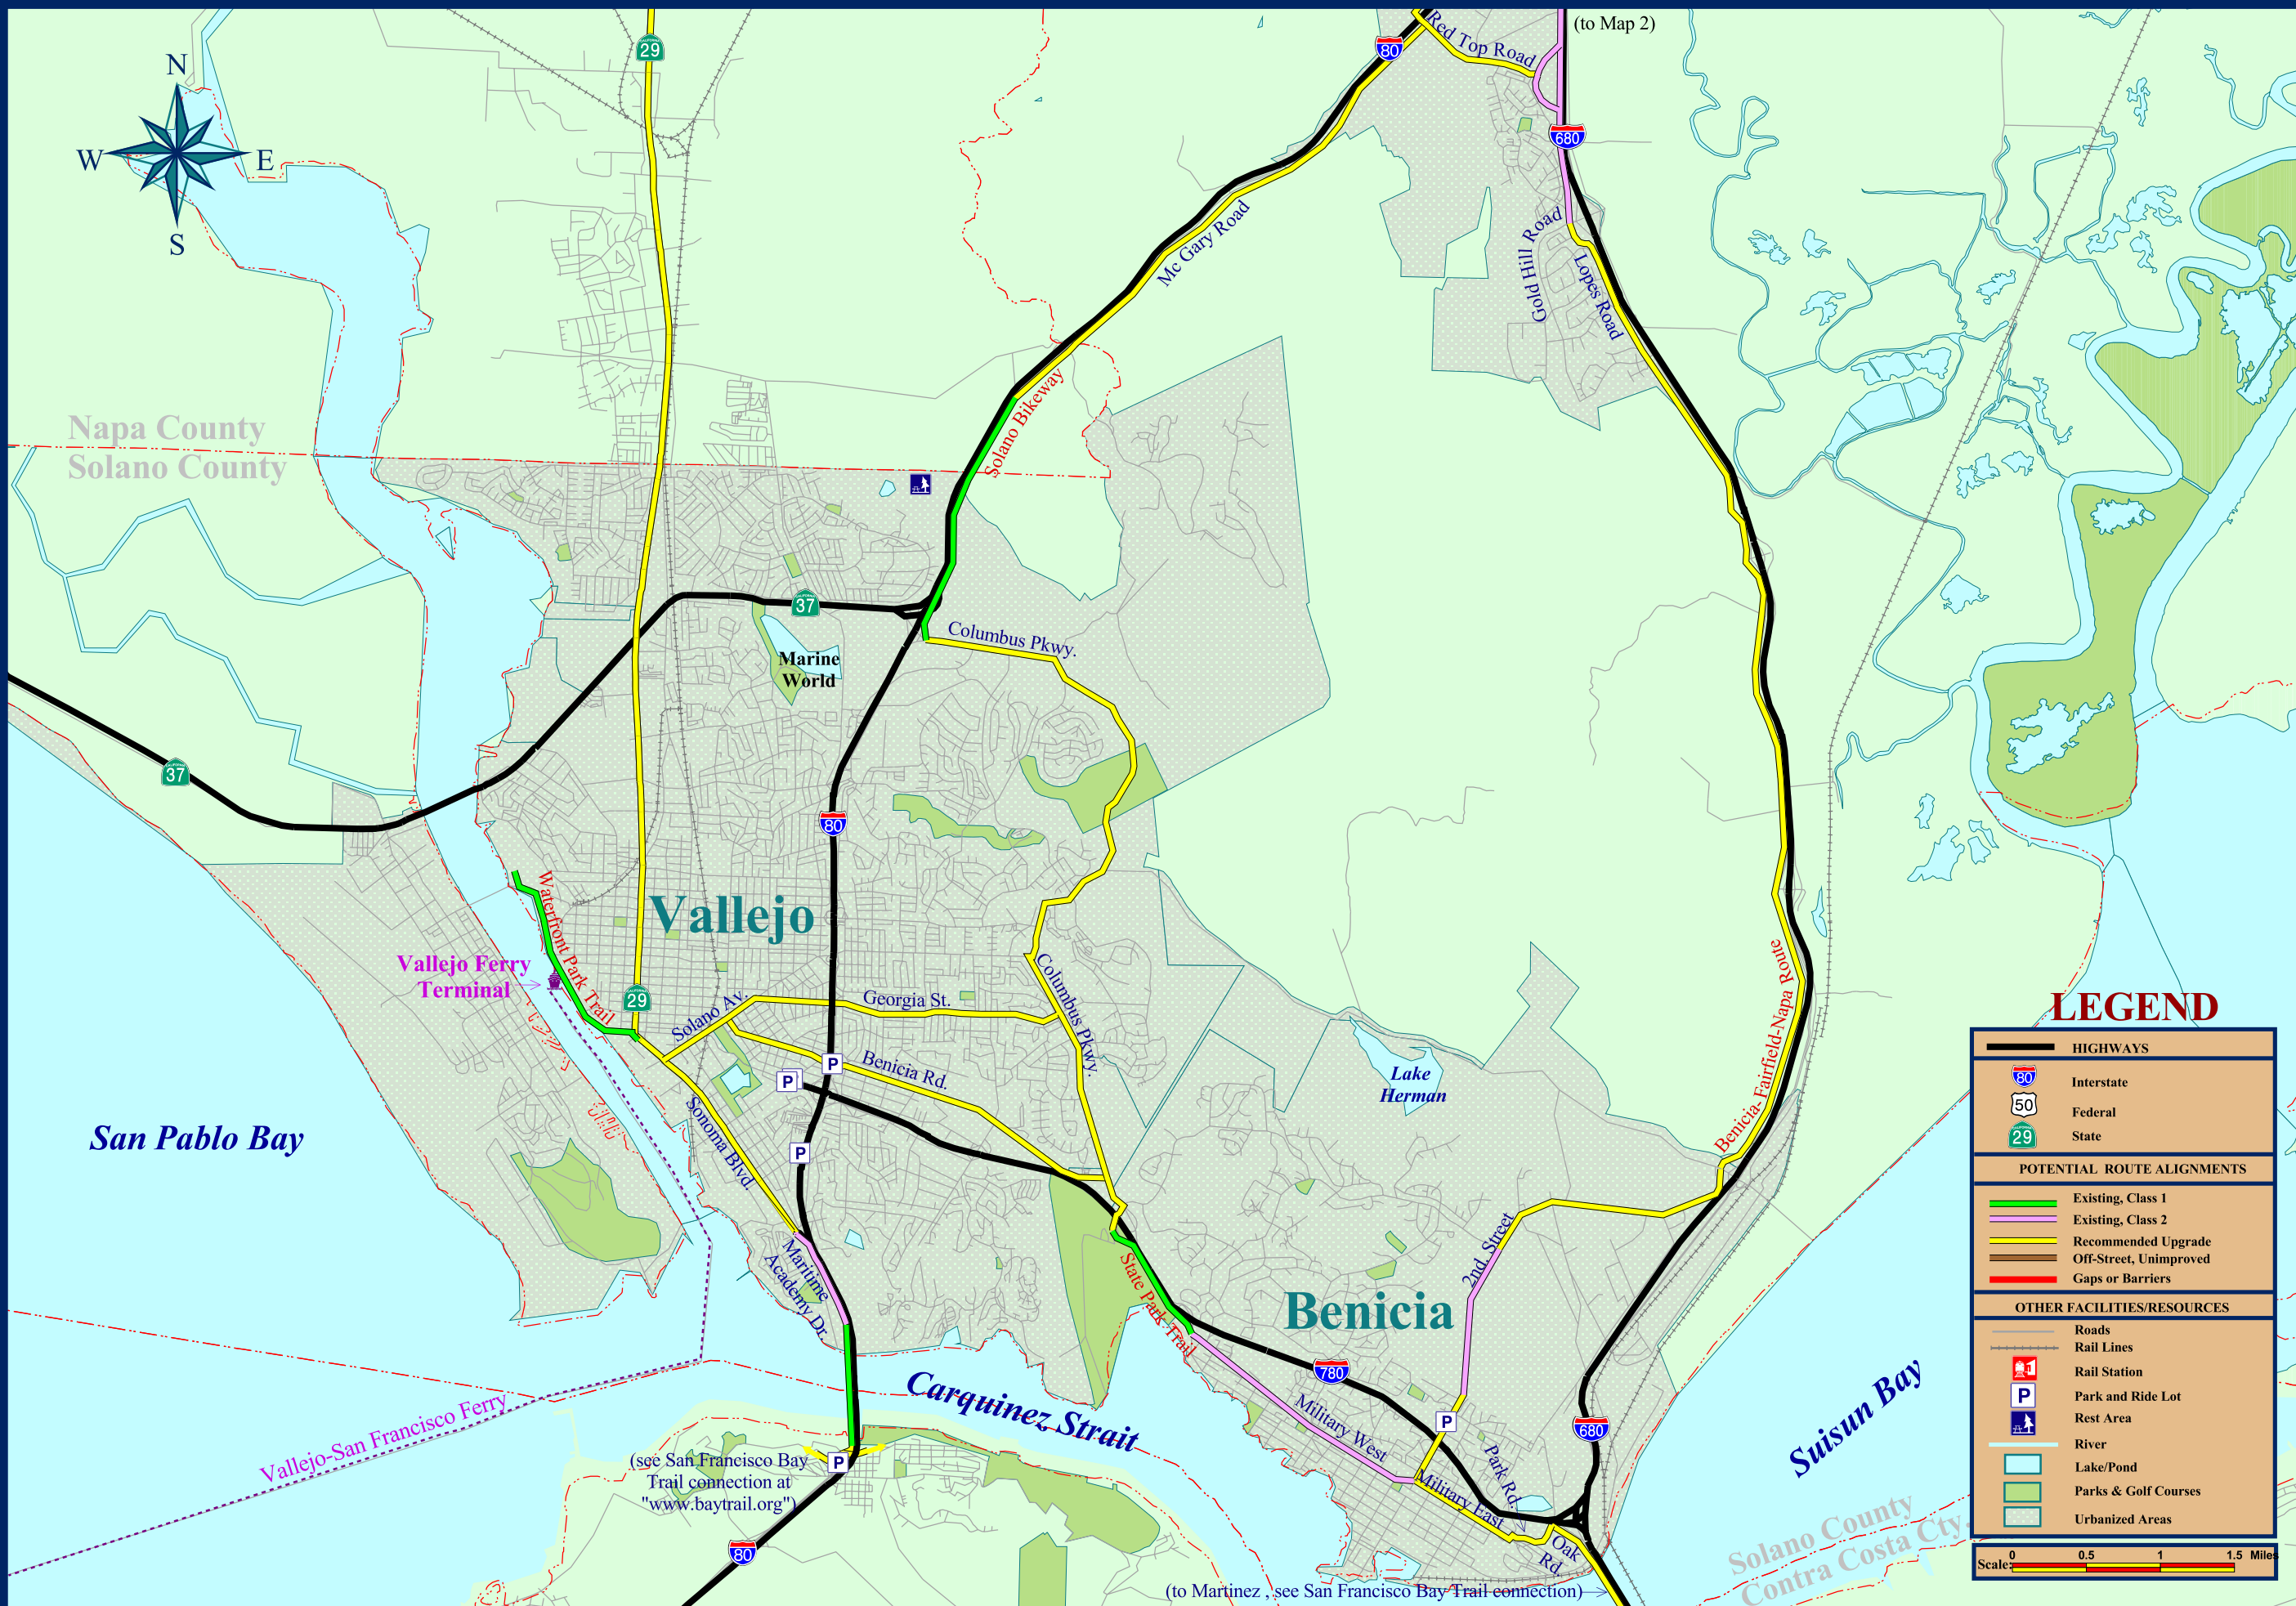 (to Map 2)
29
80
Red Top Road
N
W
E
S
680
Mc Gary Road
Gold Hill Road
Lopes Road
Solano Bikeway
Napa County
Solano County
37
Columbus Pkwy.
Marine
World
37
80
Waterfront Park Trail
Vallejo
Vallejo Ferry
Terminal
29
Solano Av.
Georgia St.
Columbus Pkwy.
Benicia-Fairfield-Napa Route
P
Benicia Rd.
P
Lake
Herman
Sonoma Blvd.
San Pablo Bay
P
2nd. Street
Maritime
Academy Dr.
State Park Trail
Benicia
780
Carquinez Strait
Vallejo-San Francisco Ferry
Military West
P
680
Suisun Bay
(see San Francisco Bay
Trail connection at
"www.baytrail.org")
P
Park Rd.
Military East
Oak
Rd.
80
Solano County
Contra Costa Cty.
(to Martinez , see San Francisco Bay Trail connection)
LEGEND
HIGHWAYS
80
Interstate
50
Federal
29
State
POTENTIAL ROUTE ALIGNMENTS
Existing, Class 1
Existing, Class 2
Recommended Upgrade
Off-Street, Unimproved
Gaps or Barriers
OTHER FACILITIES/RESOURCES
Roads
Rail Lines
Rail Station
P
Park and Ride Lot
Rest Area
River
Lake/Pond
Parks & Golf Courses
Urbanized Areas
0 0.5 1 1.5 Miles
Scale: